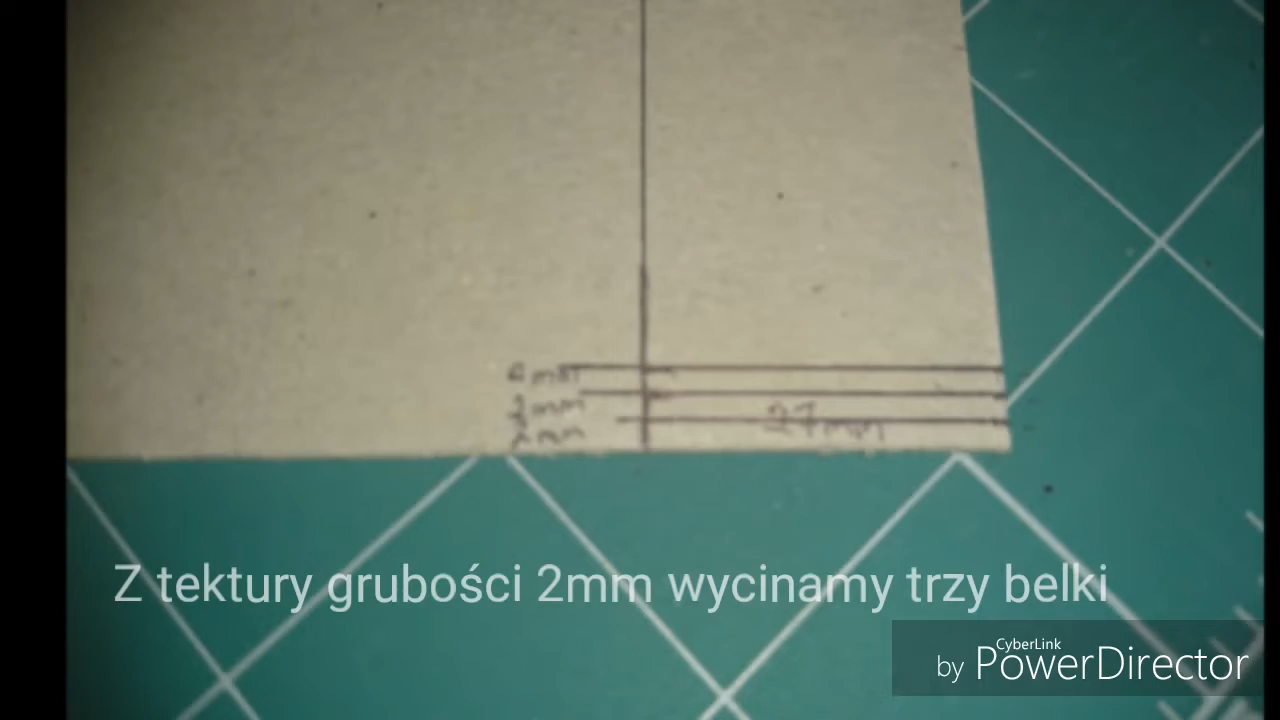 2mm
2mm
2mm
27mm
Z tektury grubości 2mm wycinamy trzy belki
CyberLink
by PowerDirector